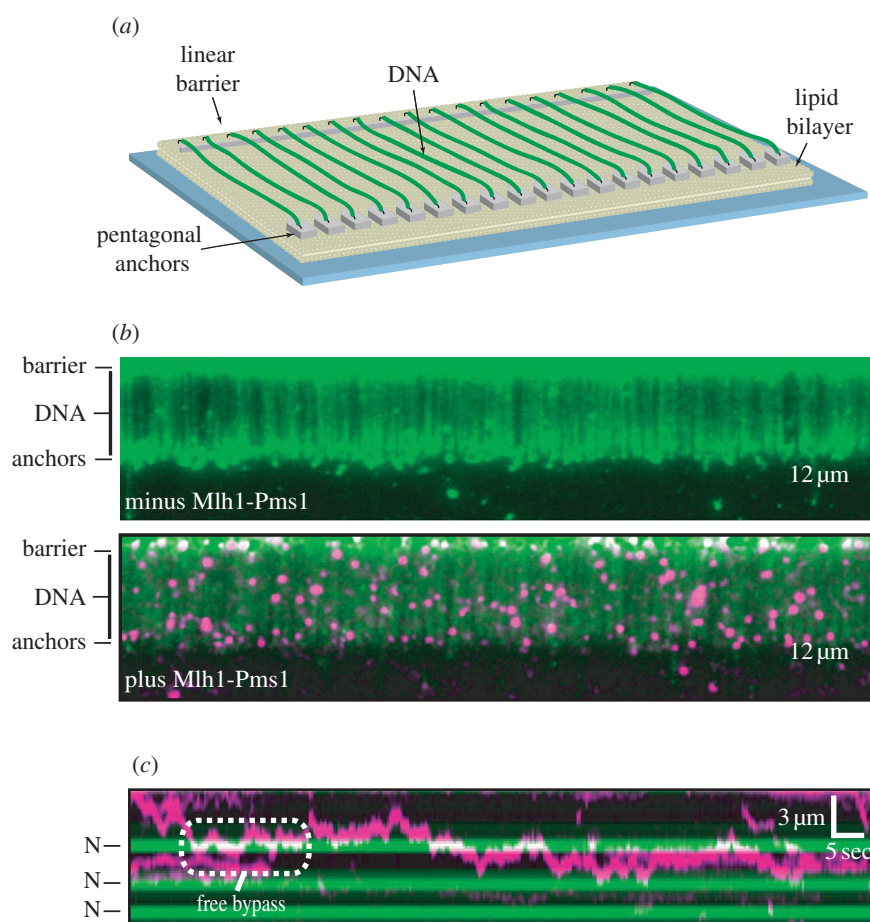 (a)
linear
barrier
DNA
lipid
bilayer
pentagonal
anchors
(b)
barrier
DNA
anchors
12 µm
minus Mlh1-Pms1
barrier
DNA
anchors
12 µm
plus Mlh1-Pms1
(c)
3 µm
5 sec
N
free bypass
N
N